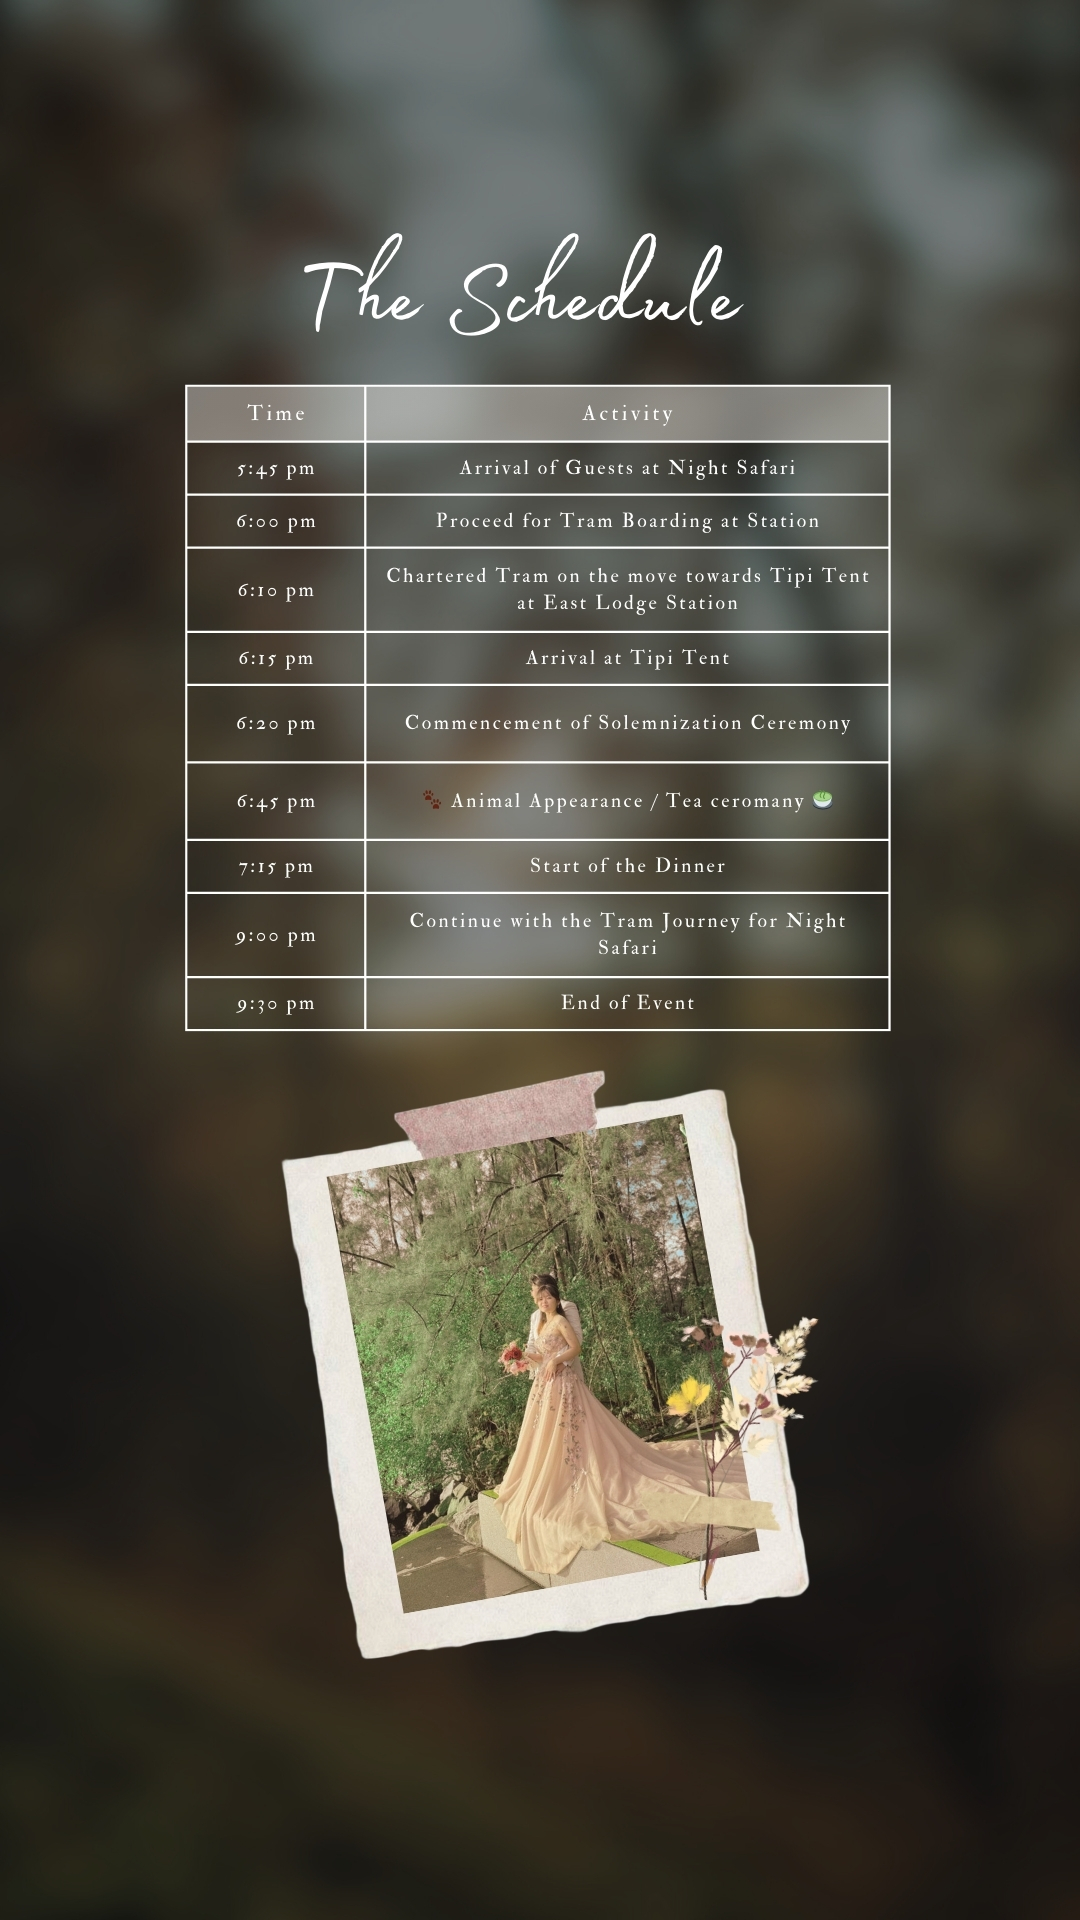 The Schedule
Time Activity
5:45 pm Arrival of Guests at Night Safari
6:00 pm Proceed for Tram Boarding at Station
6:10 pm Chartered Tram on the move towards Tipi Tent
at East Lodge Station
6:15 pm Arrival at Tipi Tent
6:20 pm Commencement of Solemnization Ceremony
6:45 pm 🐾 Animal Appearance / Tea ceromany 🍵
7:15 pm Start of the Dinner
9:00 pm Continue with the Tram Journey for Night
Safari
9:30 pm End of Event